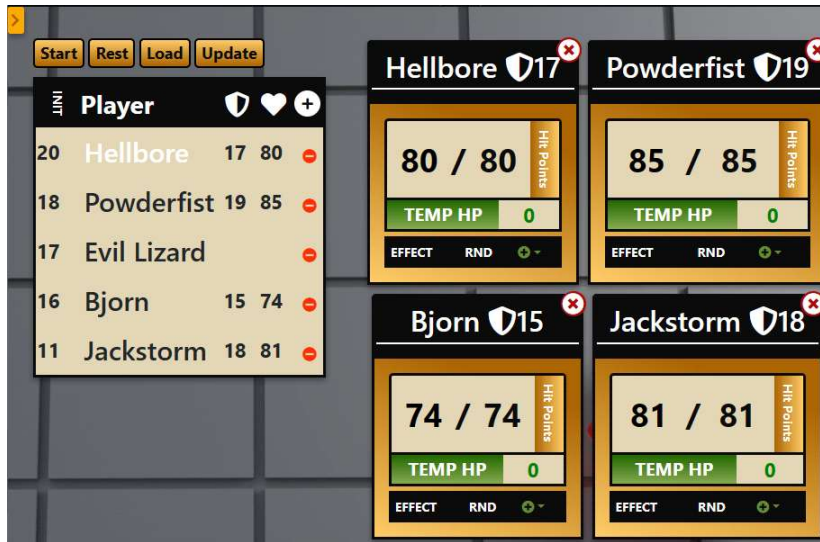 Start Rest Load Update
INIT Player
20 Hellbore 17 80
18 Powderfist 19 85
17 Evil Lizard
16 Bjorn 15 74
11 Jackstorm 18 81
Hellbore 17
80 / 80 Hit Points
TEMP HP 0
EFFECT RND
Powderfist 19
85 / 85 Hit Points
TEMP HP 0
EFFECT RND
Bjorn 15
74 / 74 Hit Points
TEMP HP 0
EFFECT RND
Jackstorm 18
81 / 81 Hit Points
TEMP HP 0
EFFECT RND